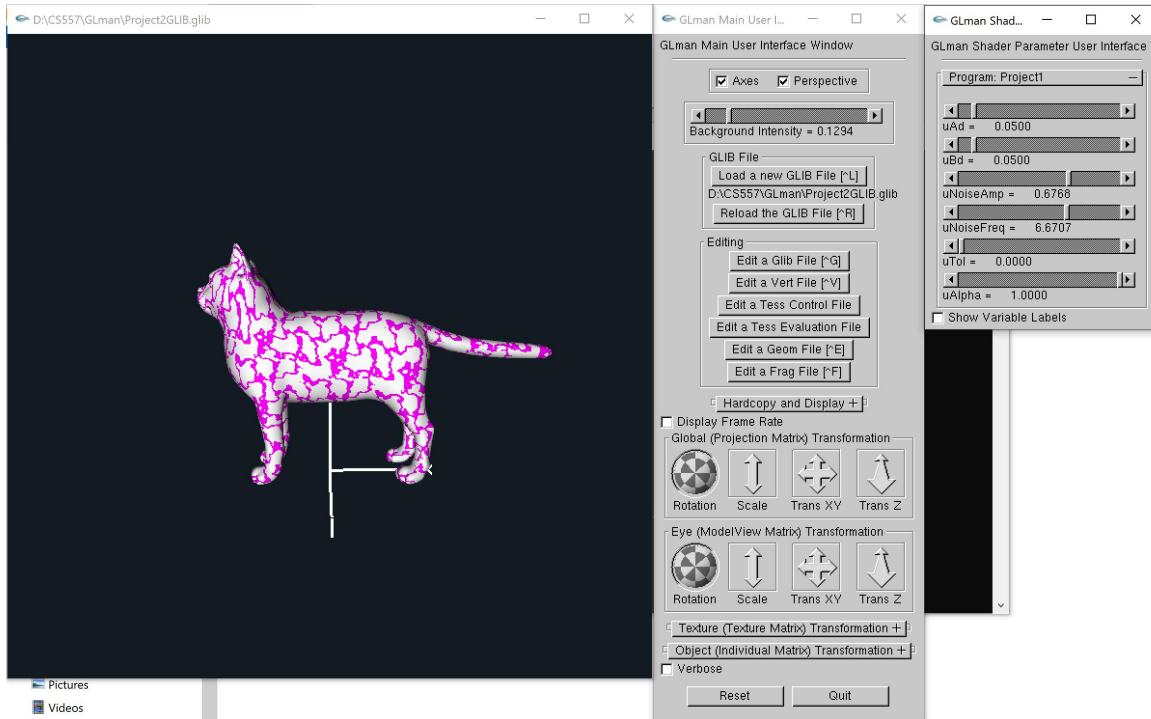 D:\CS557\GLman\Project2GLIB.glib
GLman Main User I...
GLman Main User Interface Window
Axes
Perspective
Background Intensity = 0.1294
GLIB File
Load a new GLIB File [^L]
D:\CS557\GLman\Project2GLIB.glib
Reload the GLIB File [^R]
Editing
Edit a Glib File [^G]
Edit a Vert File [^V]
Edit a Tess Control File
Edit a Tess Evaluation File
Edit a Geom File [^E]
Edit a Frag File [^F]
Hardcopy and Display +
Display Frame Rate
Global (Projection Matrix) Transformation
Rotation Scale Trans XY Trans Z
Eye (ModelView Matrix) Transformation
Rotation Scale Trans XY Trans Z
Texture (Texture Matrix) Transformation +
Object (Individual Matrix) Transformation +
Verbose
Reset Quit
GLman Shad...
GLman Shader Parameter User Interface
Program: Project1 –
uAd = 0.0500
uBd = 0.0500
uNoiseAmp = 0.6768
uNoiseFreq = 6.6707
uTol = 0.0000
uAlpha = 1.0000
Show Variable Labels
Pictures
Videos